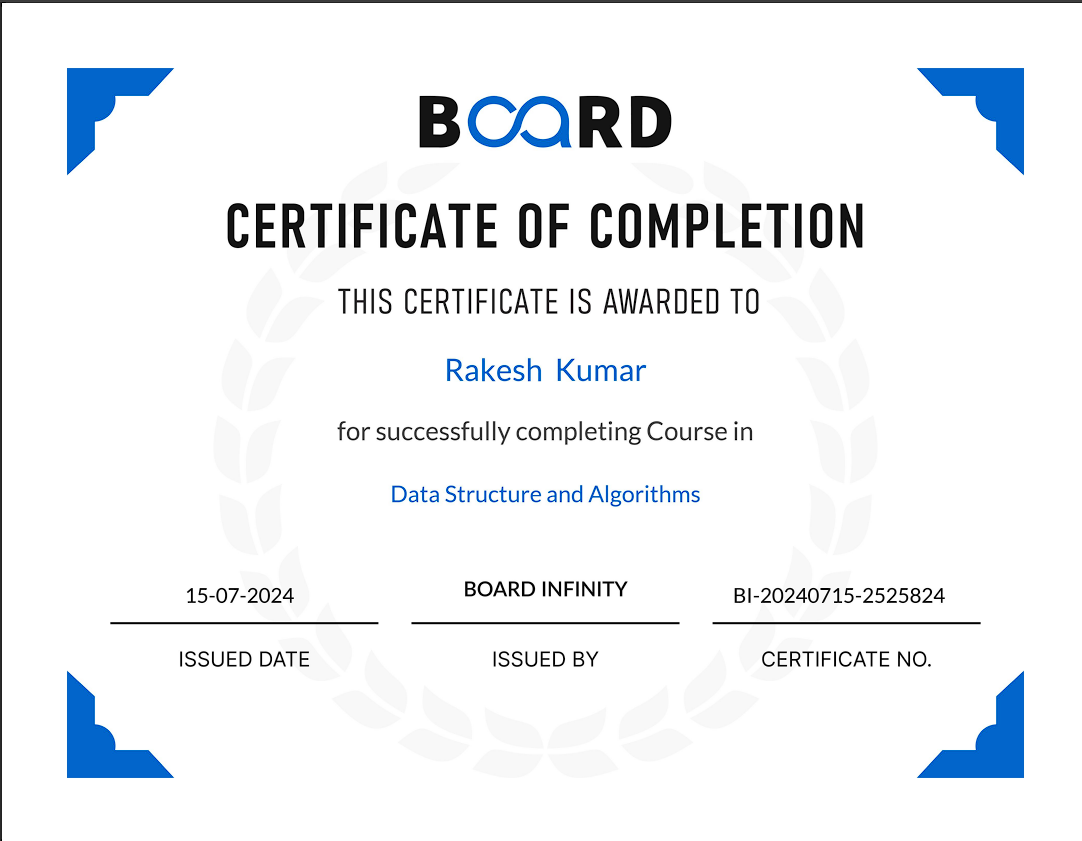 BOARD
CERTIFICATE OF COMPLETION
THIS CERTIFICATE IS AWARDED TO
Rakesh Kumar
for successfully completing Course in
Data Structure and Algorithms
15-07-2024
ISSUED DATE
BOARD INFINITY
ISSUED BY
BI-20240715-2525824
CERTIFICATE NO.